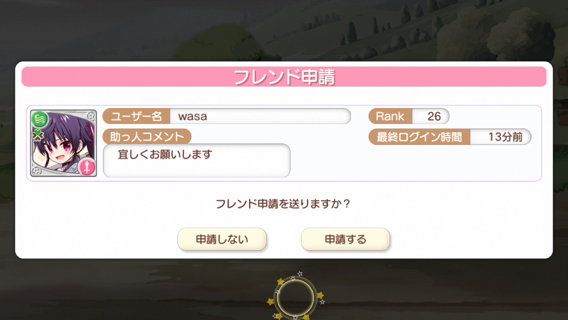 フレンド申請
ユーザー名 wasa Rank 26
助っ人コメント 最終ログイン時間 13分前
宜しくお願いします
フレンド申請を送りますか？
申請しない 申請する